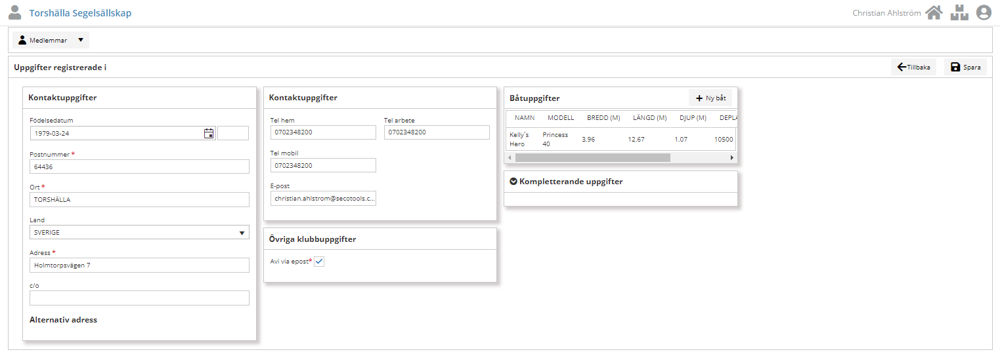 Torshälla Segelsällskap
Christian Ahlström
Medlemmar
Uppgifter registrerade i
Tillbaka
Spara
Kontaktuppgifter
Födelsedatum
1979-03-24
Postnummer *
64436
Ort *
TORSHÄLLA
Land
SVERIGE
Adress *
Holmtorpsvägen 7
c/o
Alternativ adress
Kontaktuppgifter
Tel hem
Tel arbete
0702348200
0702348200
Tel mobil
0702348200
E-post
christian.ahlstrom@secotools.c...
Övriga klubbuppgifter
Avi via epost*
Båtuppgifter
Ny båt
NAMN MODELL BREDD (M) LÄNGD (M) DJUP (M) DEPLA
Kelly´s Princess
3.96 12.67 1.07 10500
Hero 40
Kompletterande uppgifter